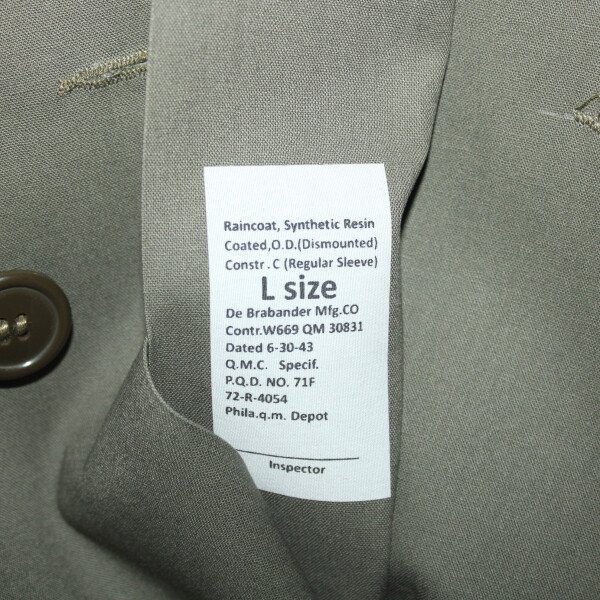 Raincoat, Synthetic Resin
Coated,O.D.(Dismounted)
Constr . C (Regular Sleeve)
L size
De Brabander Mfg.CO
Contr.W669 QM 30831
Dated 6-30-43
Q.M.C. Specif.
P.Q.D. NO. 71F
72-R-4054
Phila.q.m. Depot
Inspector